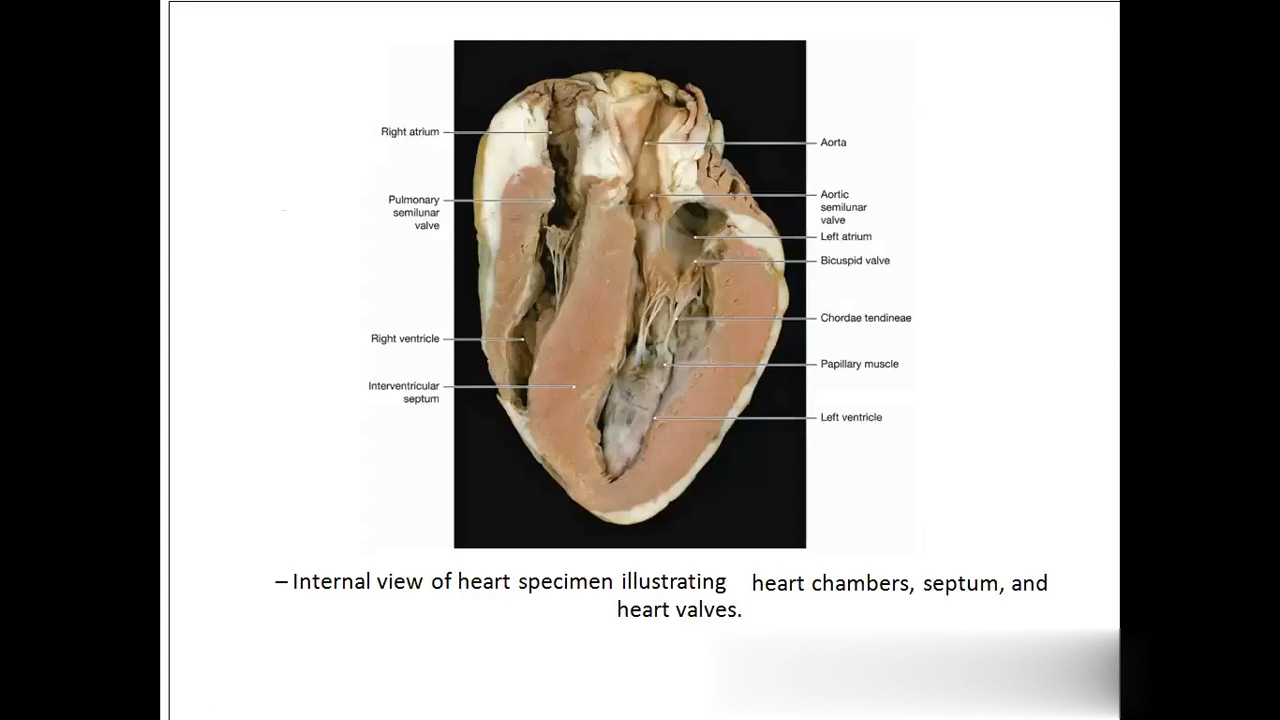 Right atrium
Pulmonary
semilunar
valve
Right ventricle
Interventricular
septum
Aorta
Aortic
semilunar
valve
Left atrium
Bicuspid valve
Chordae tendineae
Papillary muscle
Left ventricle
– Internal view of heart specimen illustrating heart chambers, septum, and
heart valves.